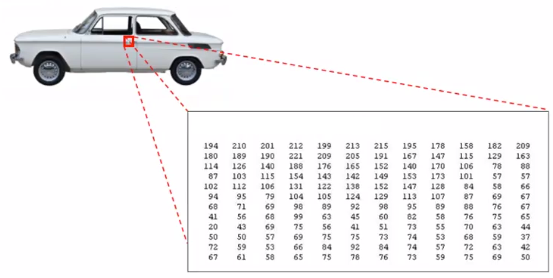 194 210 201 212 199 213 215 195 178 158 182 209
180 189 190 221 209 205 191 167 147 115 129 163
114 126 140 188 176 165 152 140 170 106 78 88
87 103 115 154 143 142 149 153 173 101 57 57
102 112 106 131 122 138 152 147 128 84 58 66
94 95 79 104 105 124 129 113 107 87 69 67
68 71 69 98 89 92 98 95 89 88 76 67
41 56 68 99 63 45 60 82 58 76 75 65
20 43 69 75 56 41 51 73 55 70 63 44
50 50 57 69 75 75 73 74 53 68 59 37
72 59 53 66 84 92 84 74 57 72 63 42
67 61 58 65 75 78 76 73 59 75 69 50